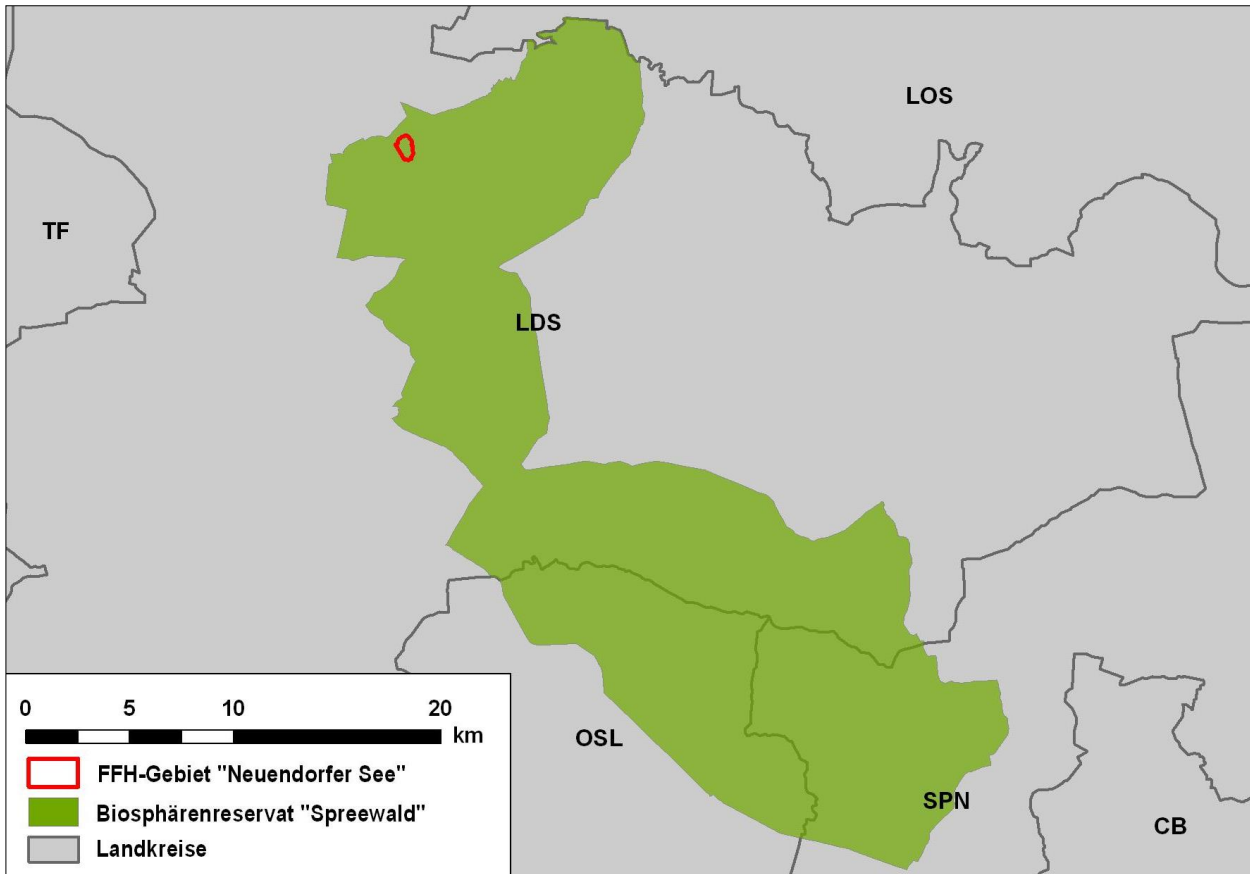 LOS
TF
LDS
OSL
SPN
CB
0 5 10 20
km
FFH-Gebiet "Neuendorfer See"
Biosphärenreservat "Spreewald"
Landkreise